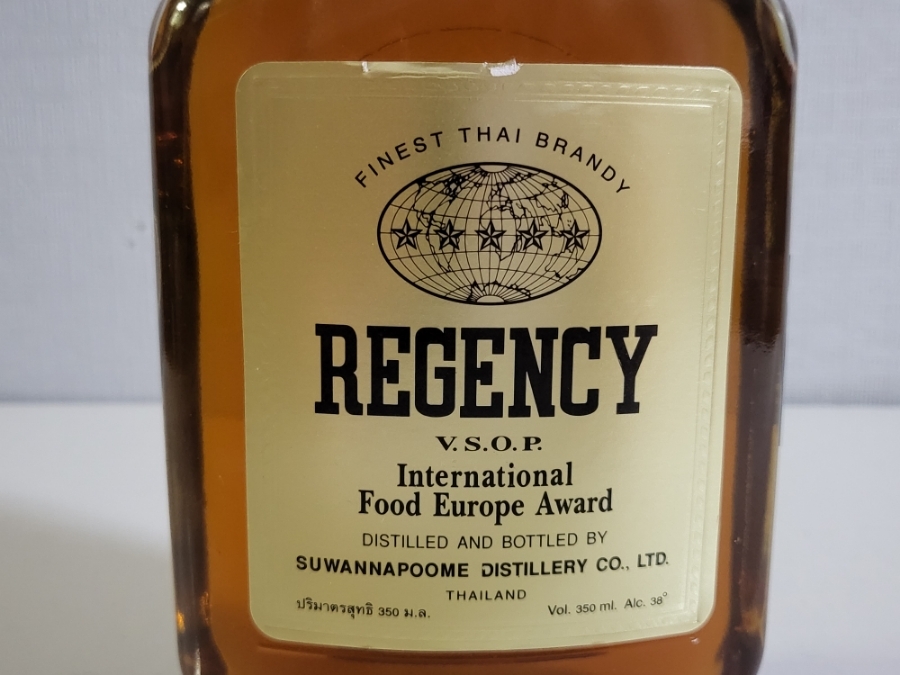 FINEST THAI BRANDY
REGENCY
V.S.O.P.
International
Food Europe Award
DISTILLED AND BOTTLED BY
SUWANNAPOOME DISTILLERY CO., LTD.
THAILAND
ปริมาตรสุทธิ 350 ม.ล. Vol. 350 ml. Alc. 38°